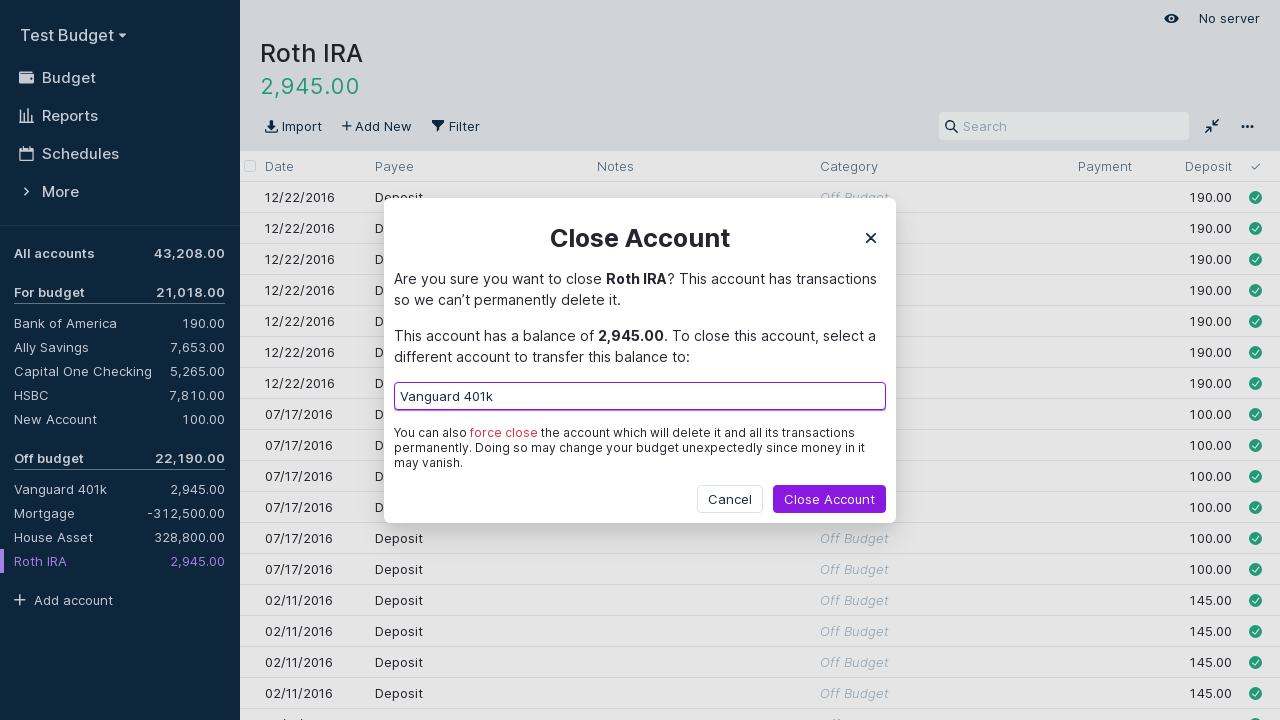 Test Budget
Budget
Reports
Schedules
More
All accounts 43,208.00
For budget 21,018.00
Bank of America 190.00
Ally Savings 7,653.00
Capital One Checking 5,265.00
HSBC 7,810.00
New Account 100.00
Off budget 22,190.00
Vanguard 401k 2,945.00
Mortgage -312,500.00
House Asset 328,800.00
Roth IRA 2,945.00
Add account
No server
Roth IRA
2,945.00
Import Add New Filter Search
Date Payee Notes Category Payment Deposit
12/22/2016 Deposit Off Budget 190.00
12/22/2016 190.00
12/22/2016 190.00
12/22/2016 190.00
12/22/2016 190.00
12/22/2016 190.00
12/22/2016 190.00
07/17/2016 100.00
07/17/2016 100.00
07/17/2016 100.00
07/17/2016 100.00
07/17/2016 Deposit Off Budget 100.00
07/17/2016 Deposit Off Budget 100.00
02/11/2016 Deposit Off Budget 145.00
02/11/2016 Deposit Off Budget 145.00
02/11/2016 Deposit Off Budget 145.00
02/11/2016 Deposit Off Budget 145.00
Close Account
Are you sure you want to close Roth IRA? This account has transactions
so we can’t permanently delete it.
This account has a balance of 2,945.00. To close this account, select a
different account to transfer this balance to:
Vanguard 401k
You can also force close the account which will delete it and all its transactions
permanently. Doing so may change your budget unexpectedly since money in it
may vanish.
Cancel Close Account